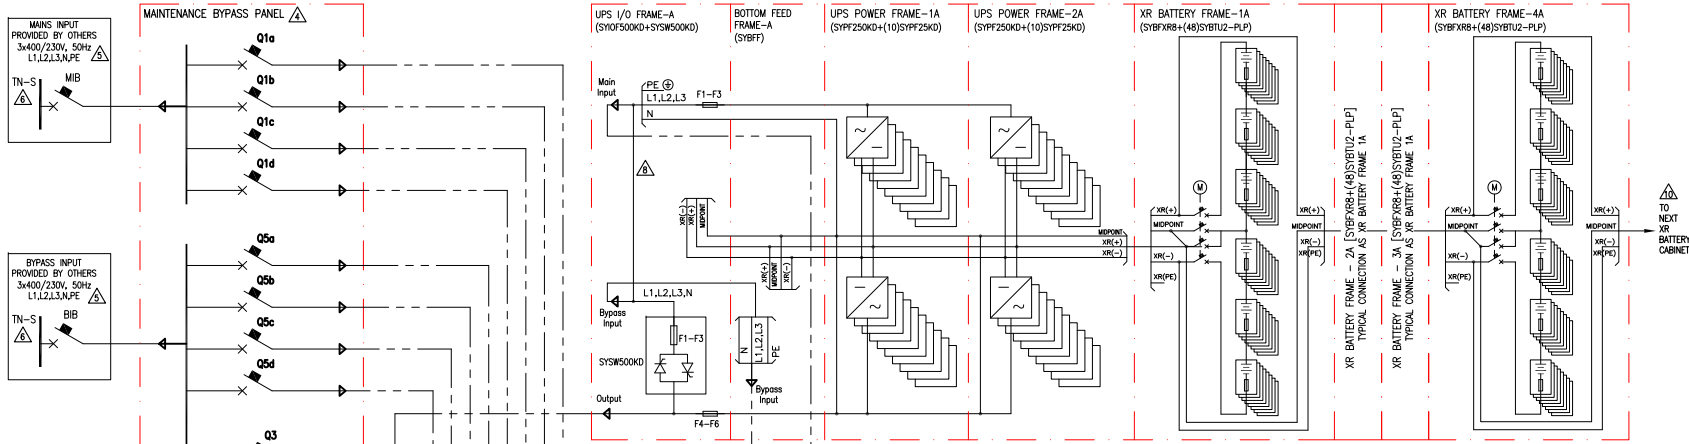 MAINTENANCE BYPASS PANEL 4
MAINS INPUT
PROVIDED BY OTHERS
3x400/230V, 50Hz
L1,L2,L3,N,PE 5
TN-S
6
MIB
Q1a
Q1b
Q1c
Q1d
BYPASS INPUT
PROVIDED BY OTHERS
3x400/230V, 50Hz
L1,L2,L3,N,PE 5
TN-S
6
BIB
Q5a
Q5b
Q5c
Q5d
Q3
UPS I/O FRAME-A
(SYIOF500KD+SYSW500KD)
Main
Input
PE
L1,L2,L3
N
F1-F3
8
XR(-)
XR(+)
MIDPOINT
L1,L2,L3,N
Bypass
Input
F1-F3
SYSW500KD
Output
F4-F6
BOTTOM FEED
FRAME-A
(SYBFF)
XR(+)
MIDPOINT
XR(-)
N
L1,L2,L3
PE
Bypass
Input
UPS POWER FRAME-1A
(SYPF250KD+(10)SYPF25KD)
UPS POWER FRAME-2A
(SYPF250KD+(10)SYPF25KD)
MIDPOINT
XR(+)
XR(-)
XR BATTERY FRAME-1A
(SYBFXR8+(48)SYBTU2-PLP)
M
XR(+)
MIDPOINT
XR(-)
XR(PE)
XR(+)
MIDPOINT
XR(-)
XR(PE)
XR BATTERY FRAME - 2A [SYBFXR8+(48)SYBTU2-PLP]
TYPICAL CONNECTION AS XR BATTERY FRAME 1A
XR BATTERY FRAME - 3A [SYBFXR8+(48)SYBTU2-PLP]
TYPICAL CONNECTION AS XR BATTERY FRAME 1A
XR BATTERY FRAME-4A
(SYBFXR8+(48)SYBTU2-PLP)
M
XR(+)
MIDPOINT
XR(-)
XR(PE)
XR(+)
MIDPOINT
XR(-)
XR(PE)
10
TO
NEXT
XR
BATTERY
CABINET